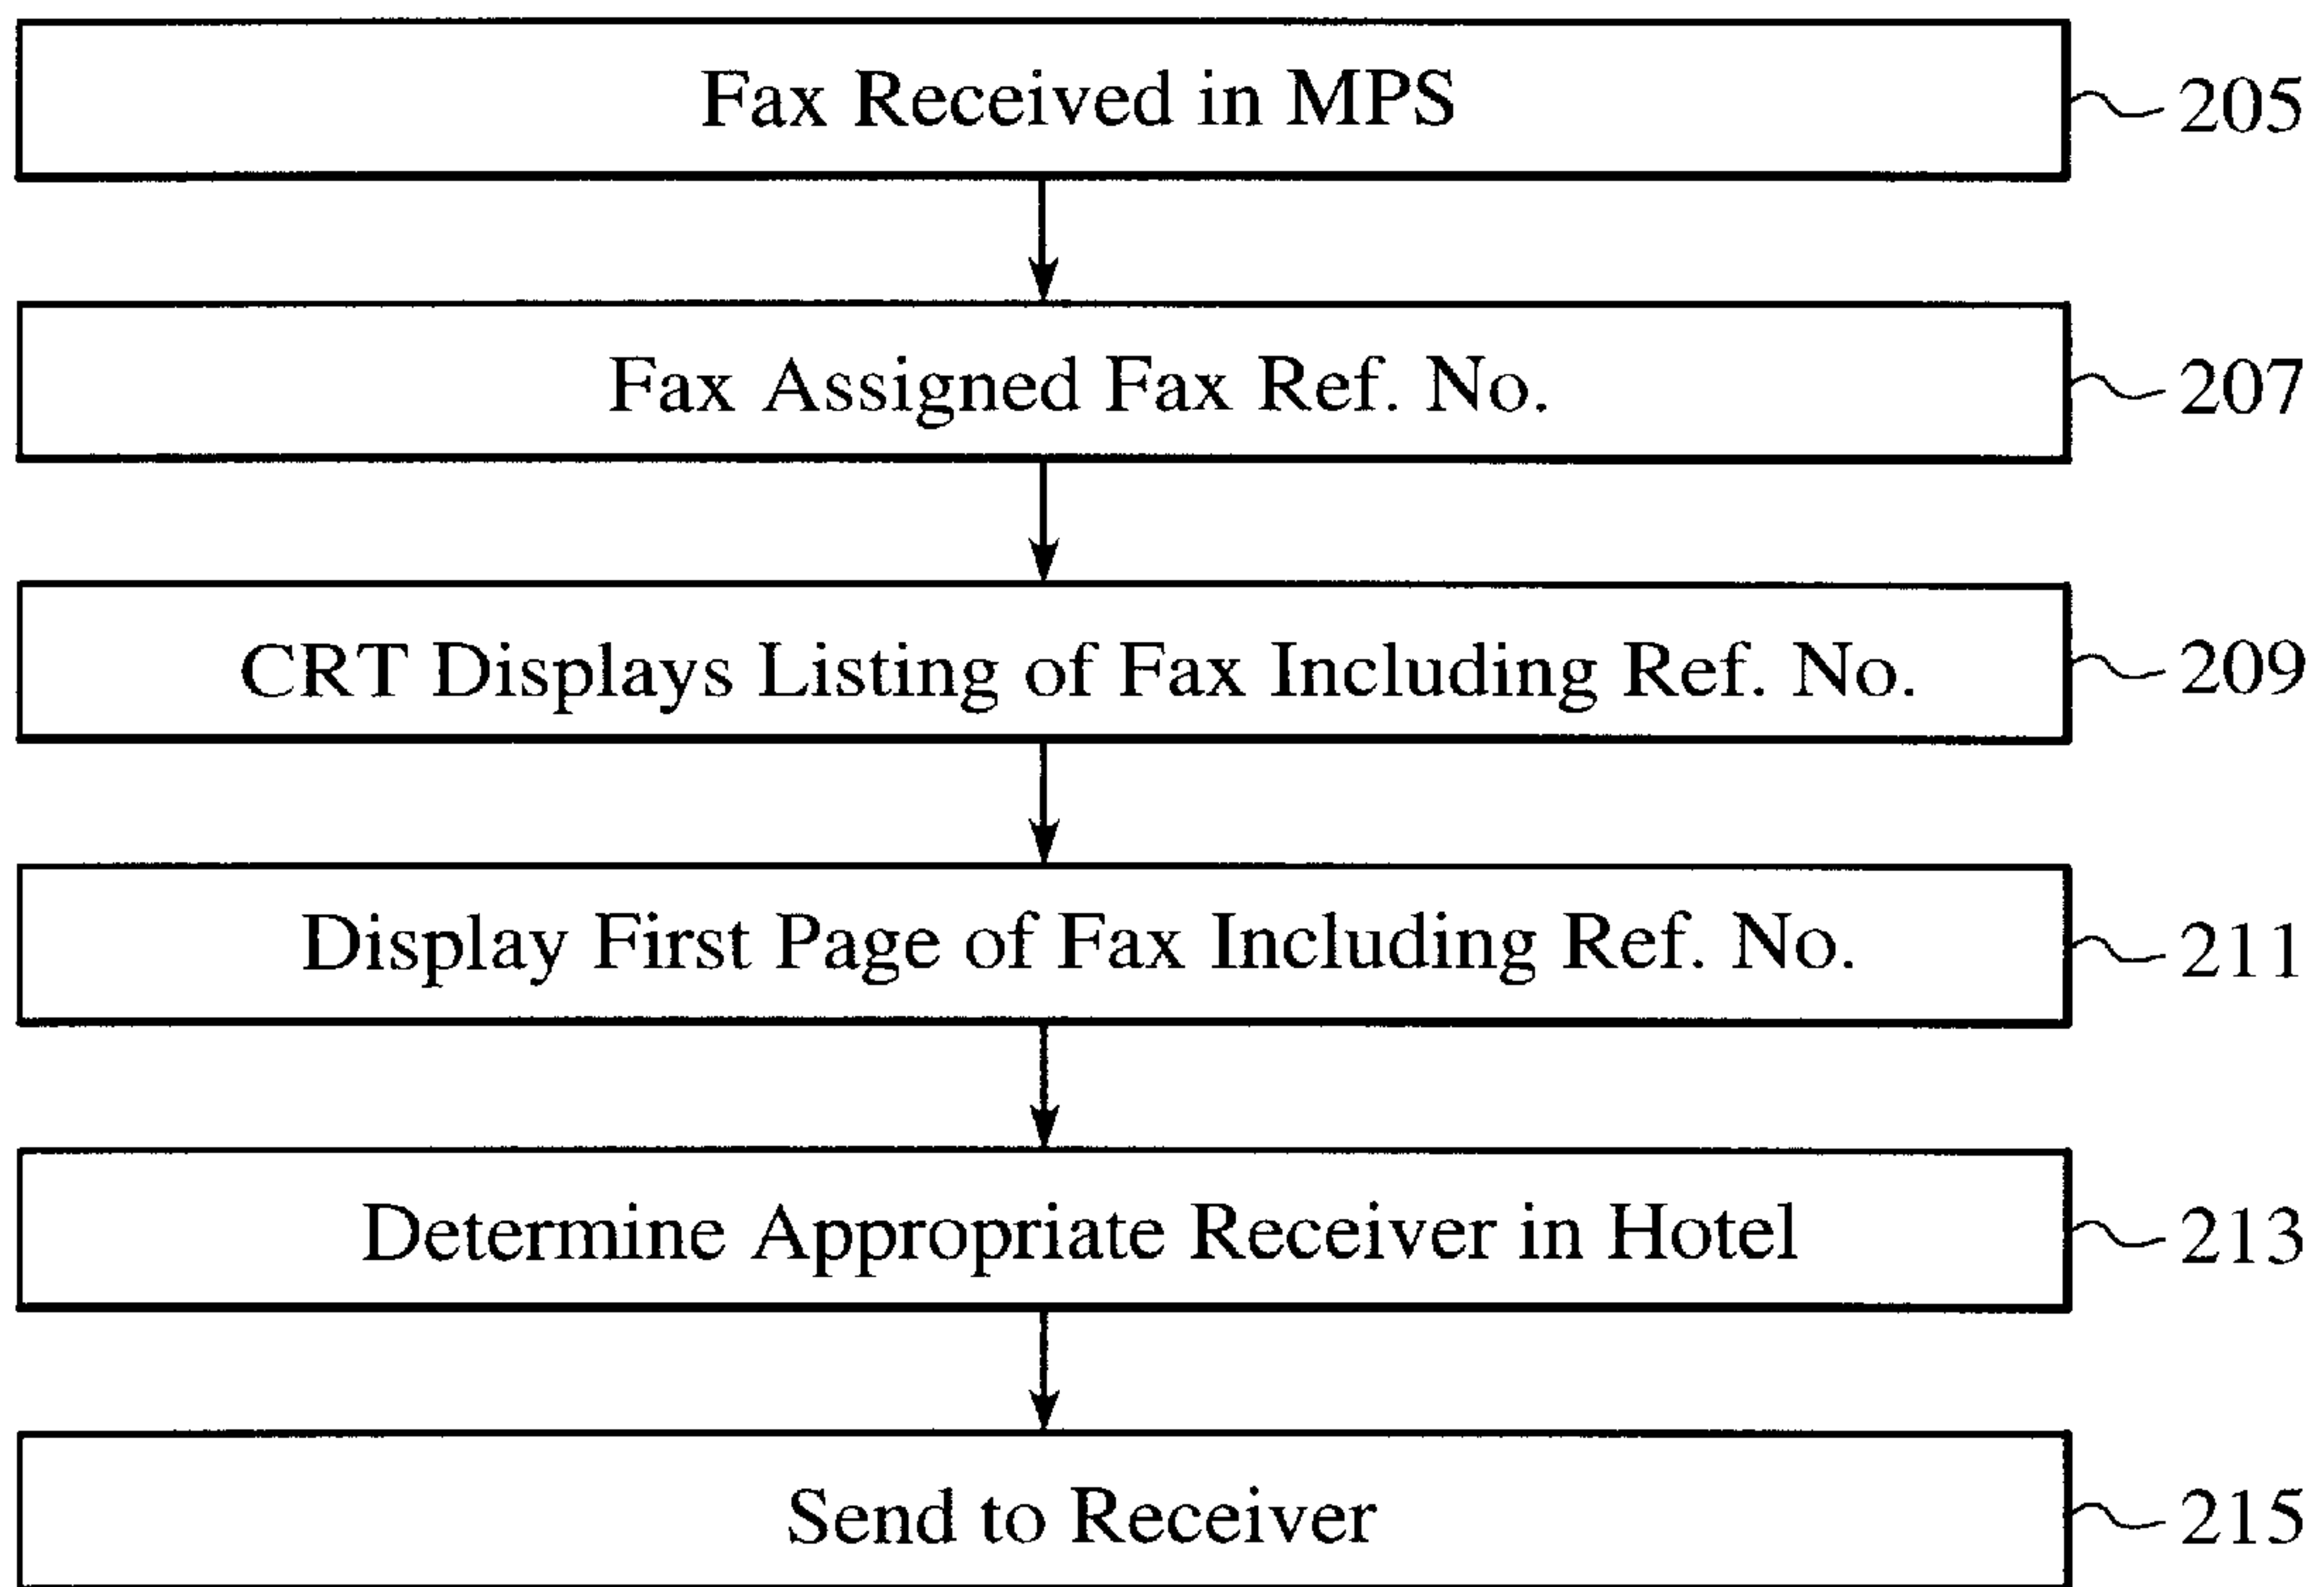 Fax Received in MPS
205
Fax Assigned Fax Ref. No.
207
CRT Displays Listing of Fax Including Ref. No.
209
Display First Page of Fax Including Ref. No.
211
Determine Appropriate Receiver in Hotel
213
Send to Receiver
215